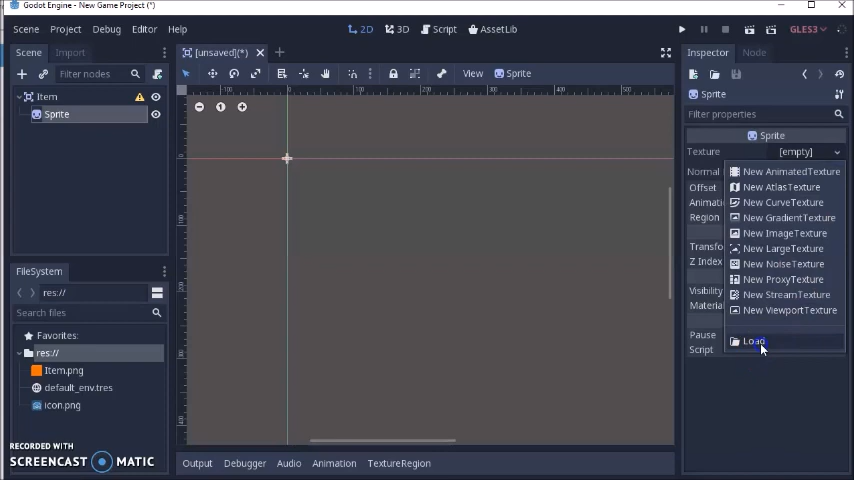 Godot Engine - New Game Project (*)
Scene Project Debug Editor Help 2D 3D Script AssetLib GLES3
Scene Import [unsaved](*) Inspector Node
Filter nodes View Sprite
Item
Sprite
Sprite
Filter properties
Sprite
Texture [empty]
Normal
Offset
Animatio
Region
Transfo
Z Index
Visibility
Material
Pause
Script
New AnimatedTexture
New AtlasTexture
New CurveTexture
New GradientTexture
New ImageTexture
New LargeTexture
New NoiseTexture
New ProxyTexture
New StreamTexture
New ViewportTexture
Load
FileSystem
res://
Search files
Favorites:
res://
Item.png
default_env.tres
icon.png
Output Debugger Audio Animation TextureRegion
RECORDED WITH
SCREENCAST MATIC